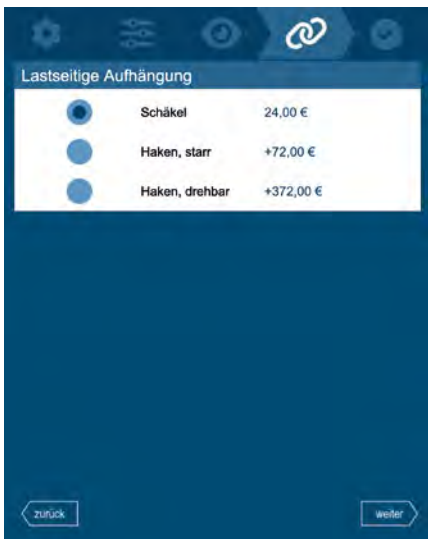 Lastseitige Aufhängung
Schäkel 24,00 €
Haken, starr +72,00 €
Haken, drehbar +372,00 €
zurück weiter